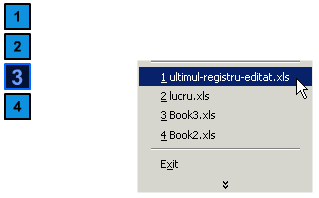 1
2
3
4
1 ultimul-registru-editat.xls
2 lucru.xls
3 Book3.xls
4 Book2.xls
Exit